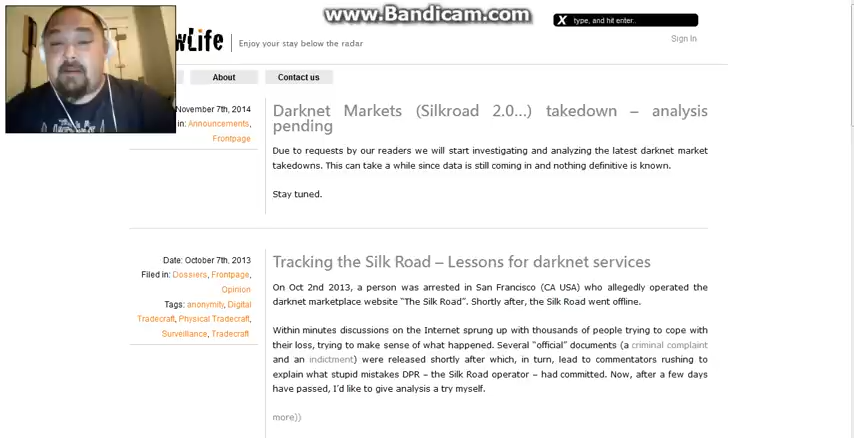 www.Bandicam.com
X type, and hit enter..
Life Enjoy your stay below the radar
Sign In
About Contact us
November 7th, 2014
in: Announcements,
Frontpage
Darknet Markets (Silkroad 2.0...) takedown – analysis
pending
Due to requests by our readers we will start investigating and analyzing the latest darknet market
takedowns. This can take a while since data is still coming in and nothing definitive is known.
Stay tuned.
Date: October 7th, 2013
Filed in: Dossiers, Frontpage,
Opinion
Tags: anonymity, Digital
Tradecraft, Physical Tradecraft,
Surveillance, Tradecraft
Tracking the Silk Road – Lessons for darknet services
On Oct 2nd 2013, a person was arrested in San Francisco (CA USA) who allegedly operated the
darknet marketplace website "The Silk Road". Shortly after, the Silk Road went offline.
Within minutes discussions on the Internet sprung up with thousands of people trying to cope with
their loss, trying to make sense of what happened. Several "official" documents (a criminal complaint
and an indictment) were released shortly after which, in turn, lead to commentators rushing to
explain what stupid mistakes DPR – the Silk Road operator – had committed. Now, after a few days
have passed, I'd like to give analysis a try myself.
more))